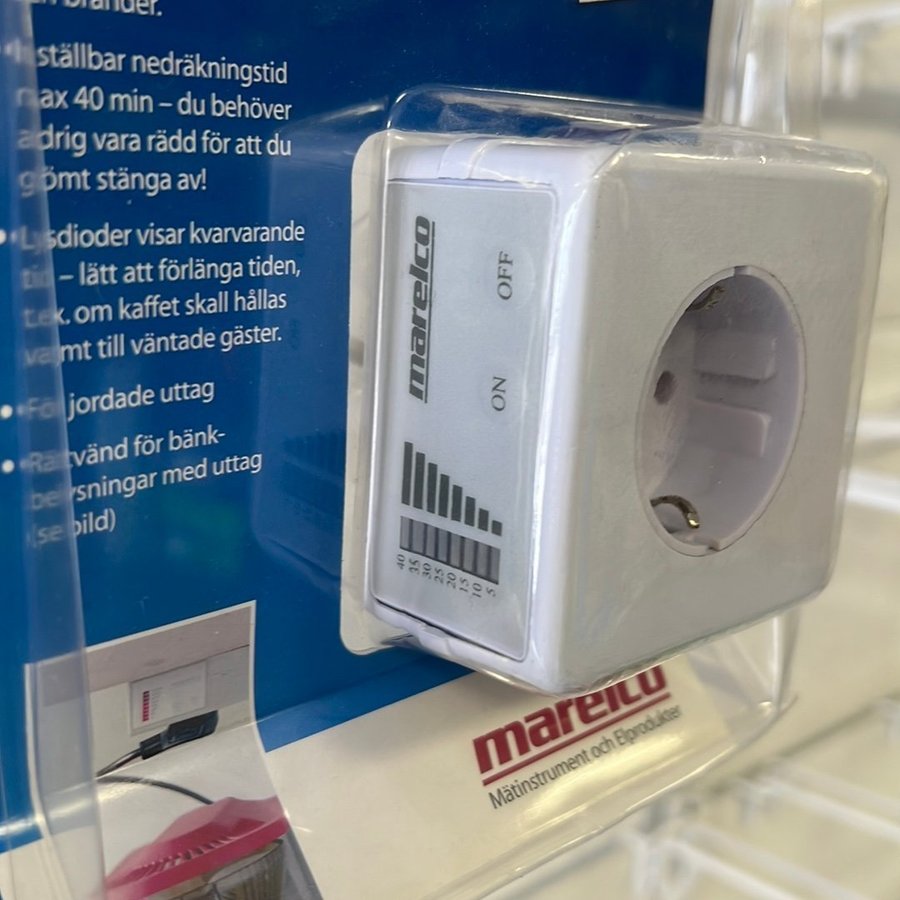 bränder.
ställbar nedräkningstid
max 40 min – du behöver
aldrig vara rädd för att du
glömt stänga av!
Lysdioder visar kvarvarande
tid – lätt att förlänga tiden,
t.ex. om kaffet skall hållas
varmt till väntade gäster.
För jordade uttag
Rättvänd för bänk-
belysningar med uttag
(se bild)
marelco
ON OFF
40
35
30
25
20
15
10
5
marelco
Mätinstrument och Elprodukter